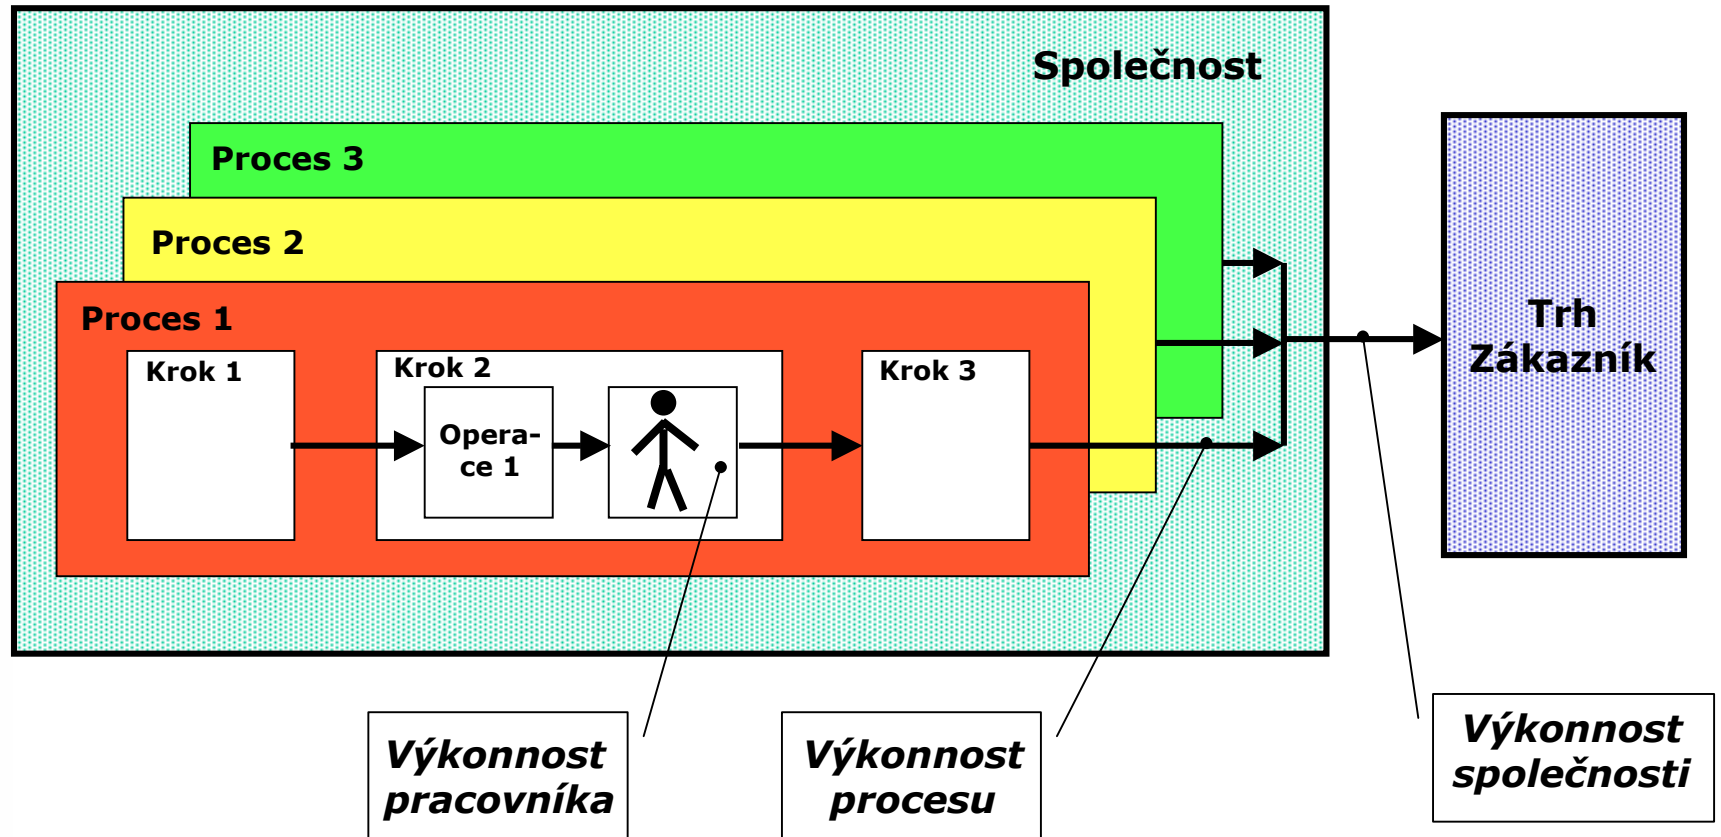 Společnost
Proces 3
Proces 2
Proces 1
Krok 1
Krok 2
Krok 3
Opera-
ce 1
Trh
Zákazník
Výkonnost
pracovníka
Výkonnost
procesu
Výkonnost
společnosti